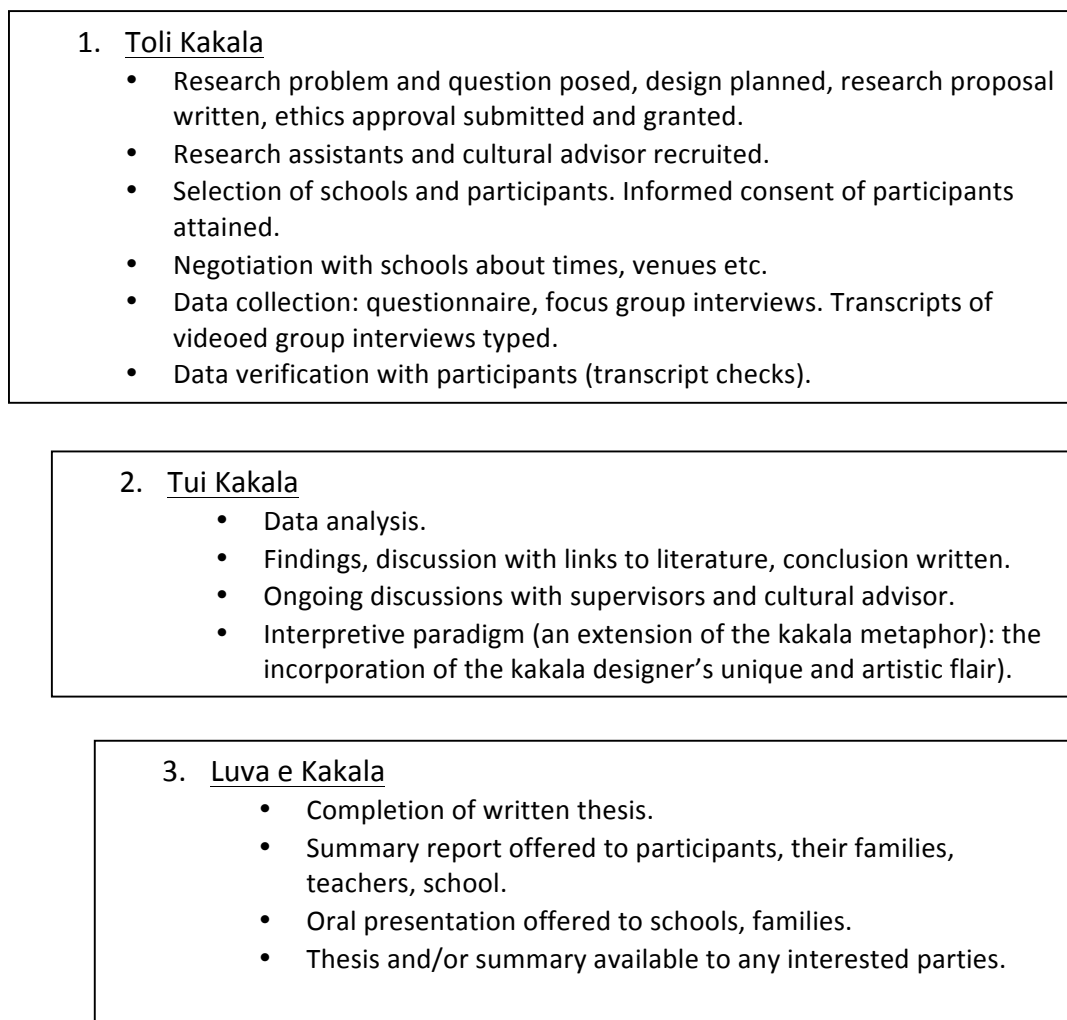 1. Toli Kakala
• Research problem and question posed, design planned, research proposal
written, ethics approval submitted and granted.
• Research assistants and cultural advisor recruited.
• Selection of schools and participants. Informed consent of participants
attained.
• Negotiation with schools about times, venues etc.
• Data collection: questionnaire, focus group interviews. Transcripts of
videoed group interviews typed.
• Data verification with participants (transcript checks).
2. Tui Kakala
• Data analysis.
• Findings, discussion with links to literature, conclusion written.
• Ongoing discussions with supervisors and cultural advisor.
• Interpretive paradigm (an extension of the kakala metaphor): the
incorporation of the kakala designer’s unique and artistic flair).
3. Luva e Kakala
• Completion of written thesis.
• Summary report offered to participants, their families,
teachers, school.
• Oral presentation offered to schools, families.
• Thesis and/or summary available to any interested parties.